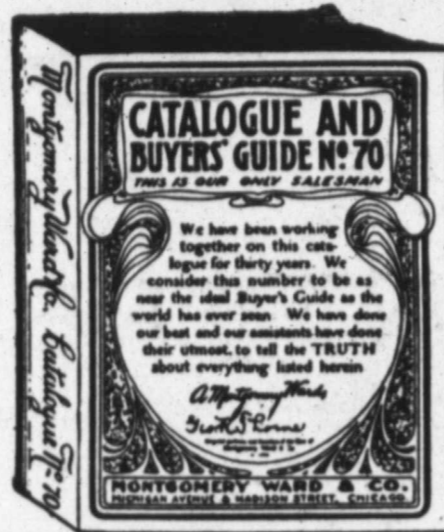 Montgomery Ward & Co. Catalogue No 70
CATALOGUE AND
BUYERS' GUIDE No. 70
THIS IS OUR ONLY SALESMAN
We have been working
together on this cata-
logue for thirty years. We
consider this number to be as
near the ideal Buyer's Guide as the
world has ever seen. We have done
our best and our assistants have done
their utmost, to tell the TRUTH
about everything listed herein
A Montgomery Ward
Geo R Thorne
MONTGOMERY WARD & CO.
MICHIGAN AVENUE & MADISON STREET, CHICAGO